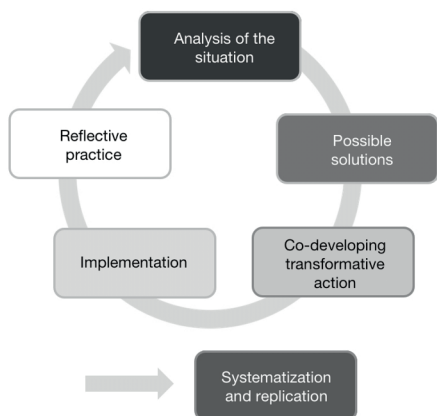 Analysis of the
situation
Possible
solutions
Co-developing
transformative
action
Implementation
Reflective
practice
Systematization
and replication